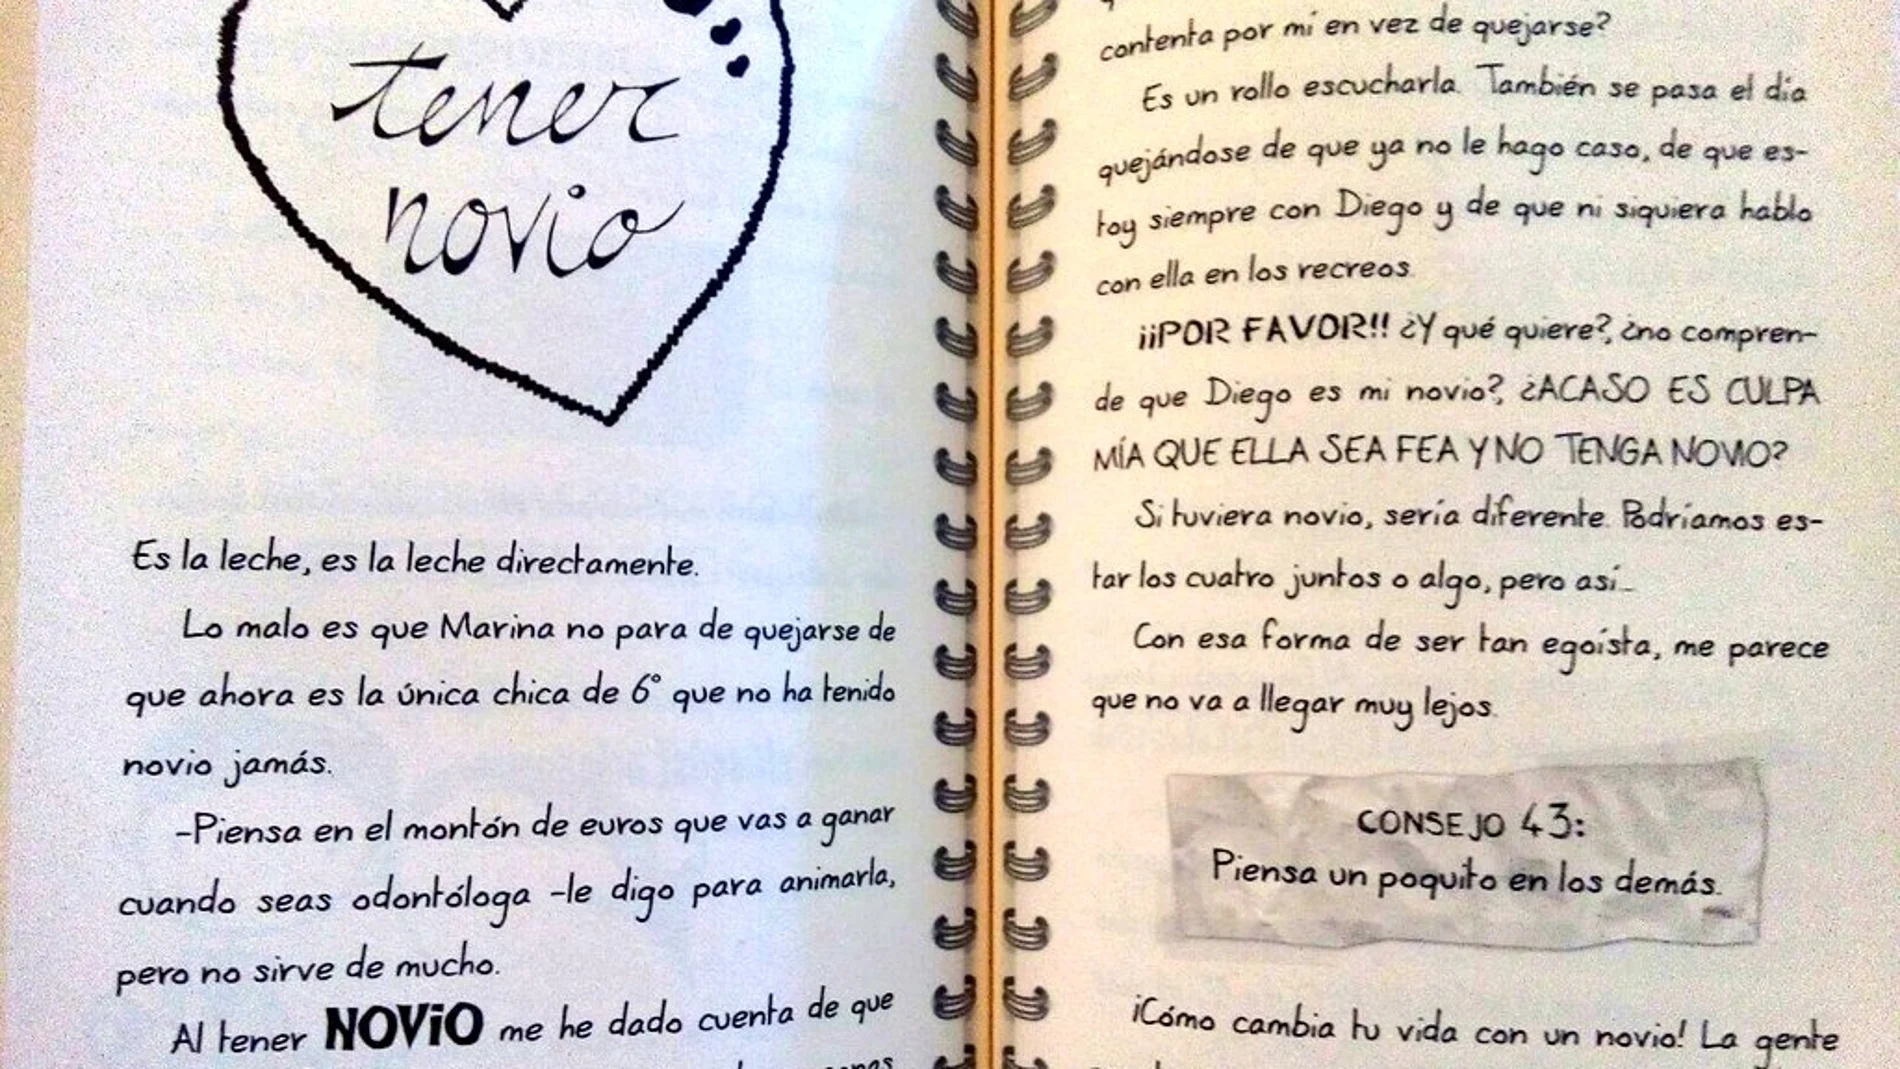 tener
novio
Es la leche, es la leche directamente.
Lo malo es que Marina no para de quejarse de
que ahora es la única chica de 6º que no ha tenido
novio jamás.
-Piensa en el montón de euros que vas a ganar
cuando seas odontóloga -le digo para animarla,
pero no sirve de mucho.
Al tener NOViO me he dado cuenta de que
contenta por mí en vez de quejarse?
Es un rollo escucharla. También se pasa el día
quejándose de que ya no le hago caso, de que es-
toy siempre con Diego y de que ni siquiera hablo
con ella en los recreos.
¡¡POR FAVOR!! ¿Y qué quiere?, ¿no compren-
de que Diego es mi novio?, ¿ACASO ES CULPA
MÍA QUE ELLA SEA FEA Y NO TENGA NOVIO?
Si tuviera novio, sería diferente. Podríamos es-
tar los cuatro juntos o algo, pero así...
Con esa forma de ser tan egoísta, me parece
que no va a llegar muy lejos.
CONSEJO 43:
Piensa un poquito en los demás.
¡Cómo cambia tu vida con un novio! La gente